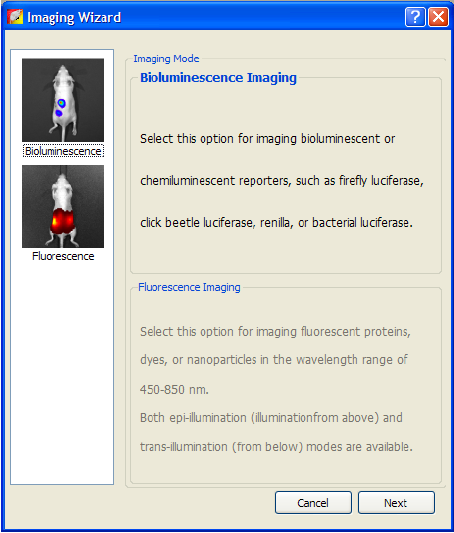 Imaging Wizard
Bioluminescence
Fluorescence
Imaging Mode
Bioluminescence Imaging
Select this option for imaging bioluminescent or
chemiluminescent reporters, such as firefly luciferase,
click beetle luciferase, renilla, or bacterial luciferase.
Fluorescence Imaging
Select this option for imaging fluorescent proteins,
dyes, or nanoparticles in the wavelength range of
450-850 nm.
Both epi-illumination (illuminationfrom above) and
trans-illumination (from below) modes are available.
Cancel
Next